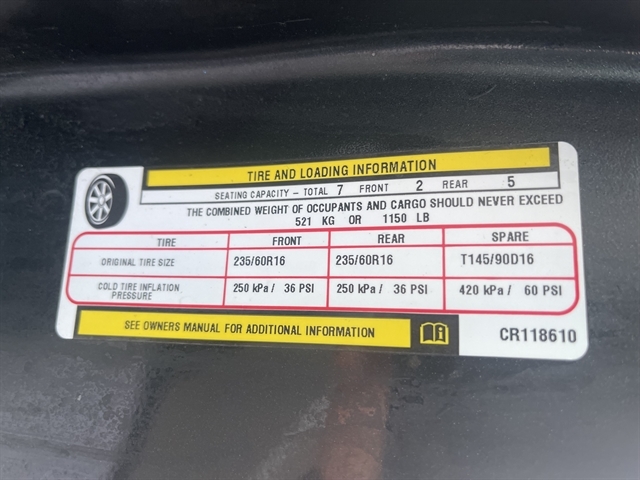 TIRE AND LOADING INFORMATION
SEATING CAPACITY - TOTAL 7 FRONT 2 REAR 5
THE COMBINED WEIGHT OF OCCUPANTS AND CARGO SHOULD NEVER EXCEED
521 KG OR 1150 LB
TIRE FRONT REAR SPARE
ORIGINAL TIRE SIZE 235/60R16 235/60R16 T145/90D16
COLD TIRE INFLATION PRESSURE 250 kPa / 36 PSI 250 kPa / 36 PSI 420 kPa / 60 PSI
SEE OWNERS MANUAL FOR ADDITIONAL INFORMATION
CR118610